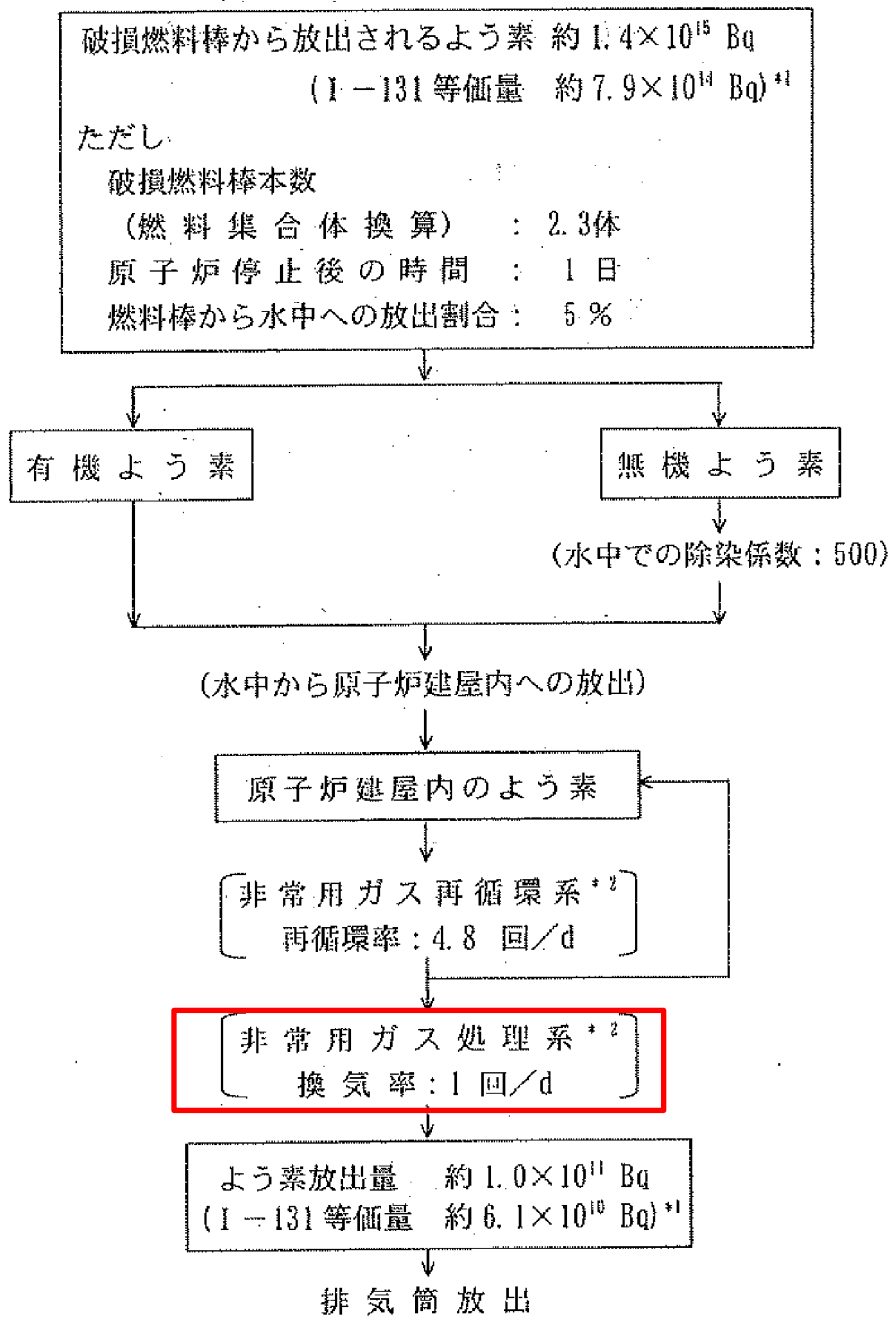 破損燃料棒から放出されるよう素 約1.4×10¹⁵ Bq
(I-131等価量 約7.9×10¹⁴ Bq)*¹
ただし
破損燃料棒本数
(燃料集合体換算) : 2.3体
原子炉停止後の時間 : 1日
燃料棒から水中への放出割合: 5%
有機よう素
無機よう素
(水中での除染係数:500)
(水中から原子炉建屋内への放出)
原子炉建屋内のよう素
非常用ガス再循環系*²
再循環率:4.8 回/d
非常用ガス処理系*²
換気率:1回/d
よう素放出量 約1.0×10¹¹ Bq
(I-131等価量 約6.1×10¹⁰ Bq)*¹
排気筒放出